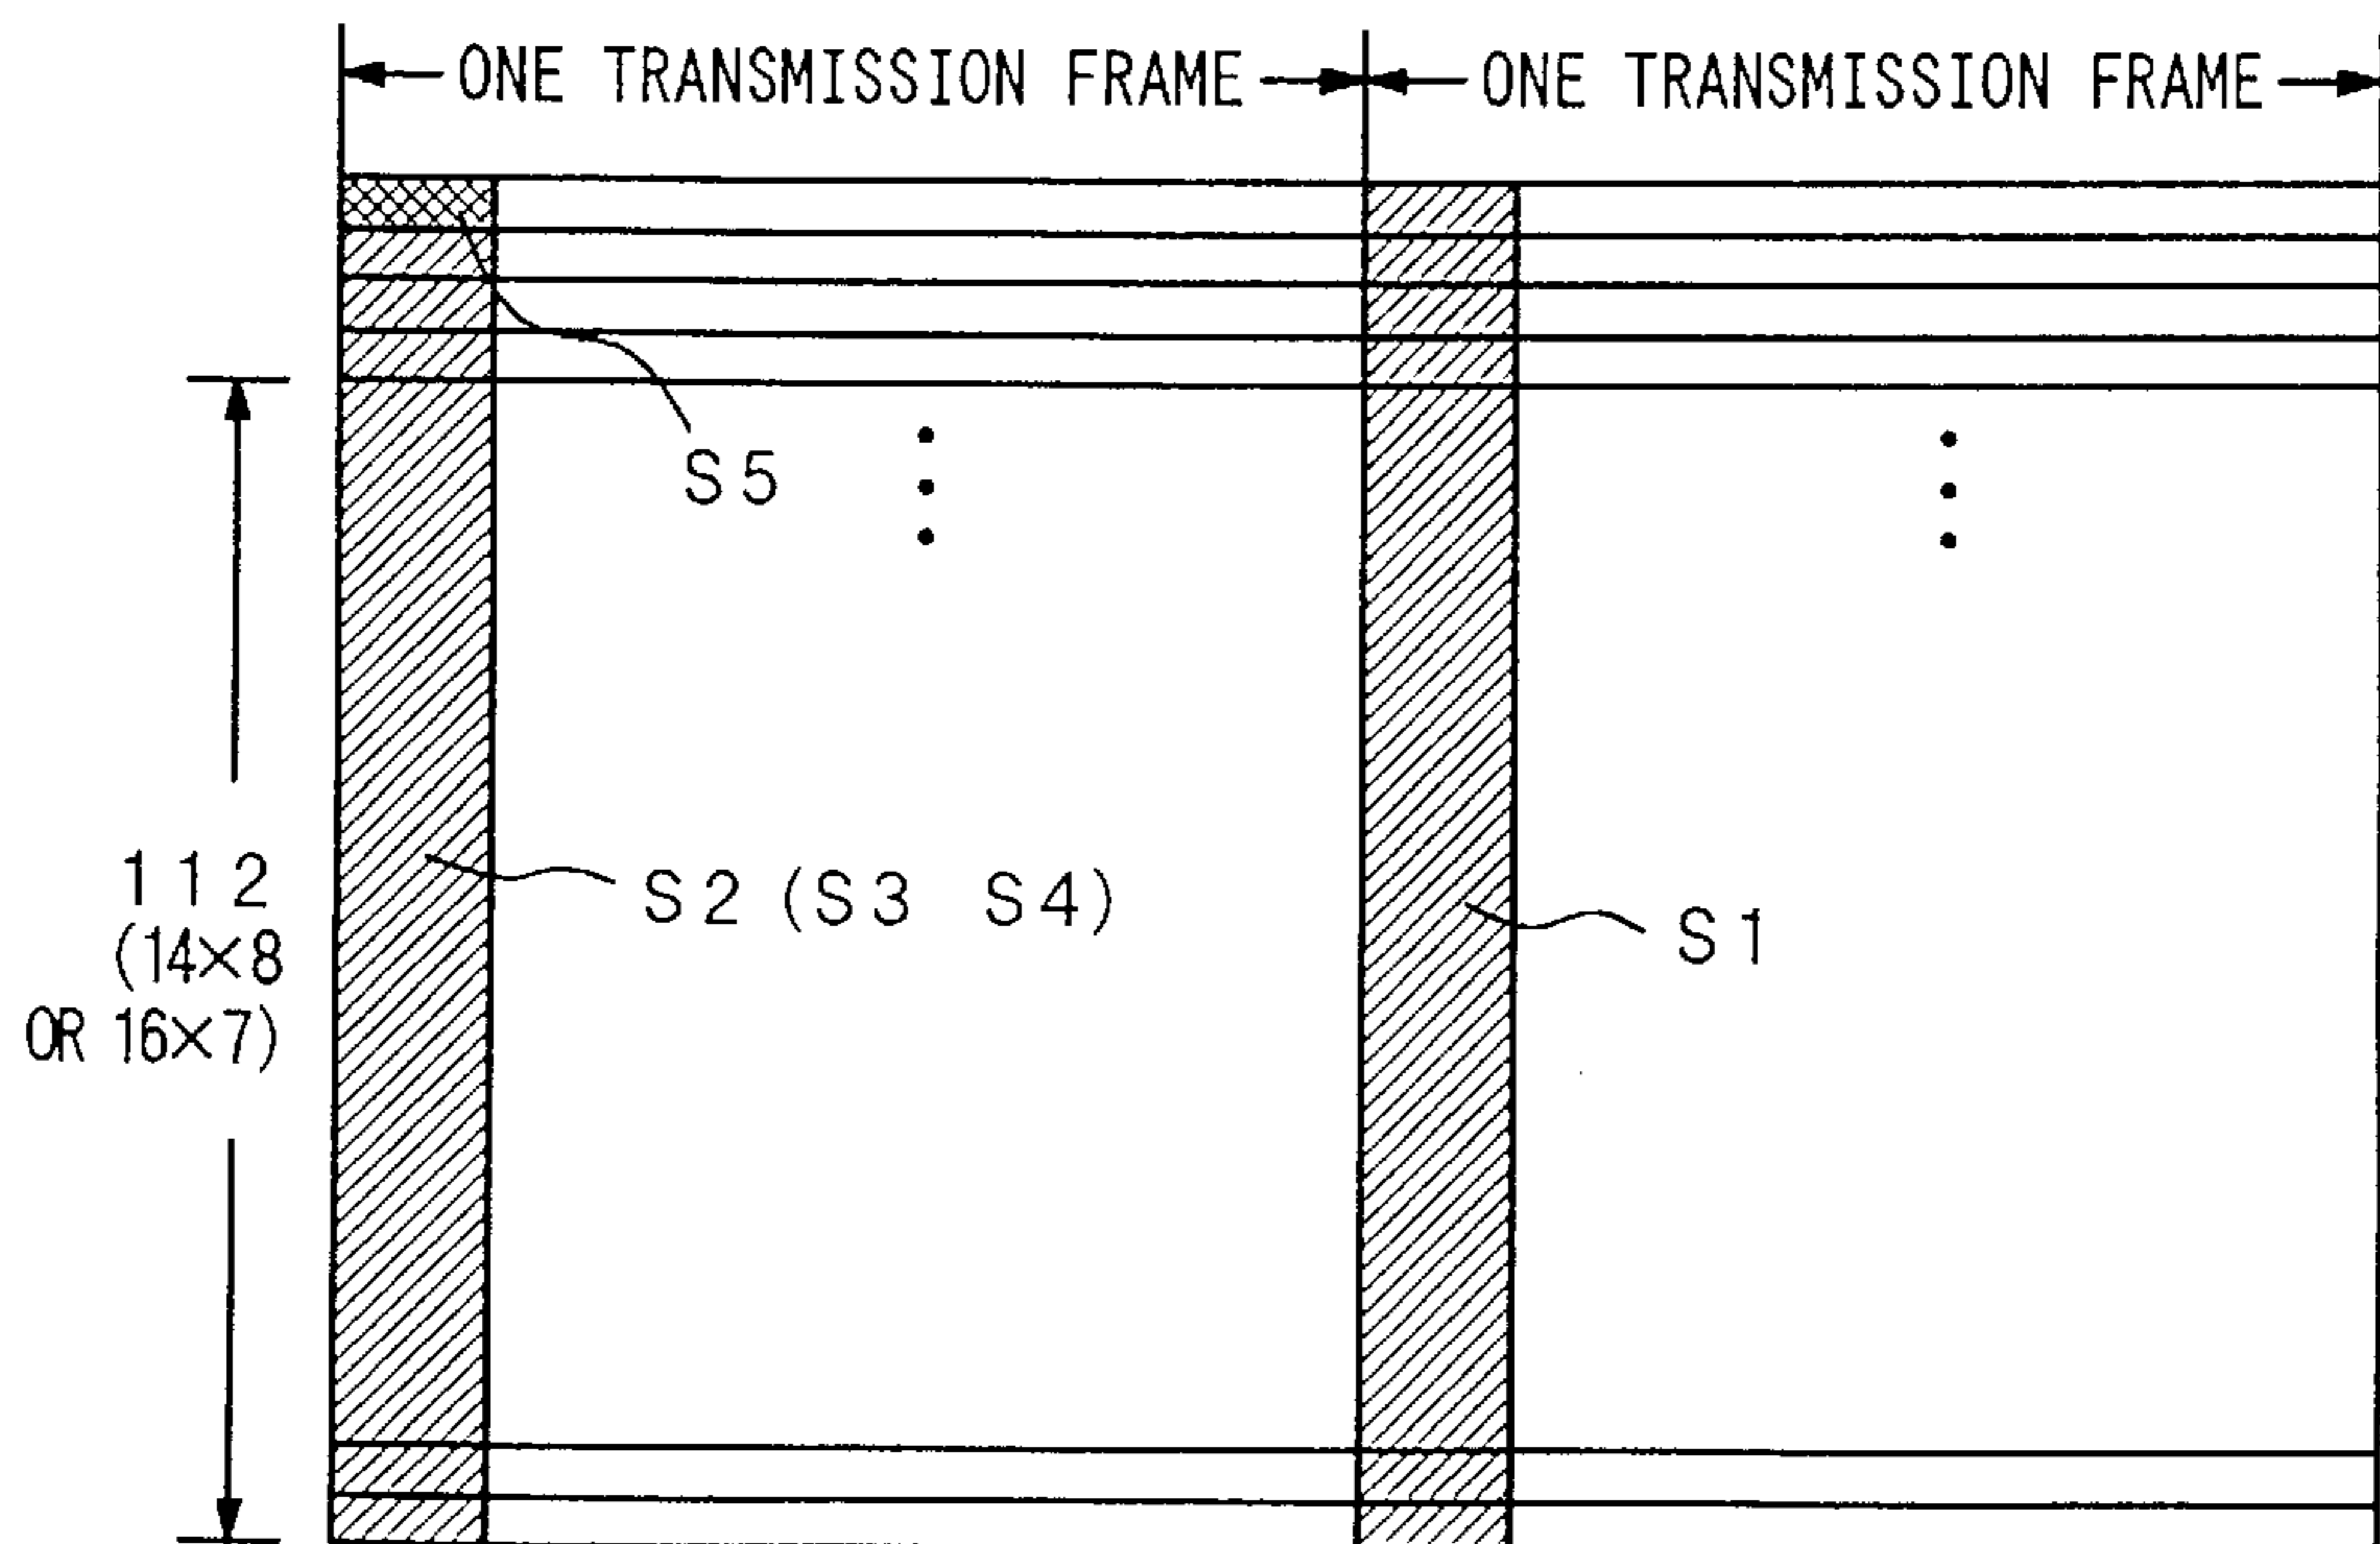 ONE TRANSMISSION FRAME ONE TRANSMISSION FRAME
S5
112
(14×8
OR 16×7)
S2 (S3 S4)
S1